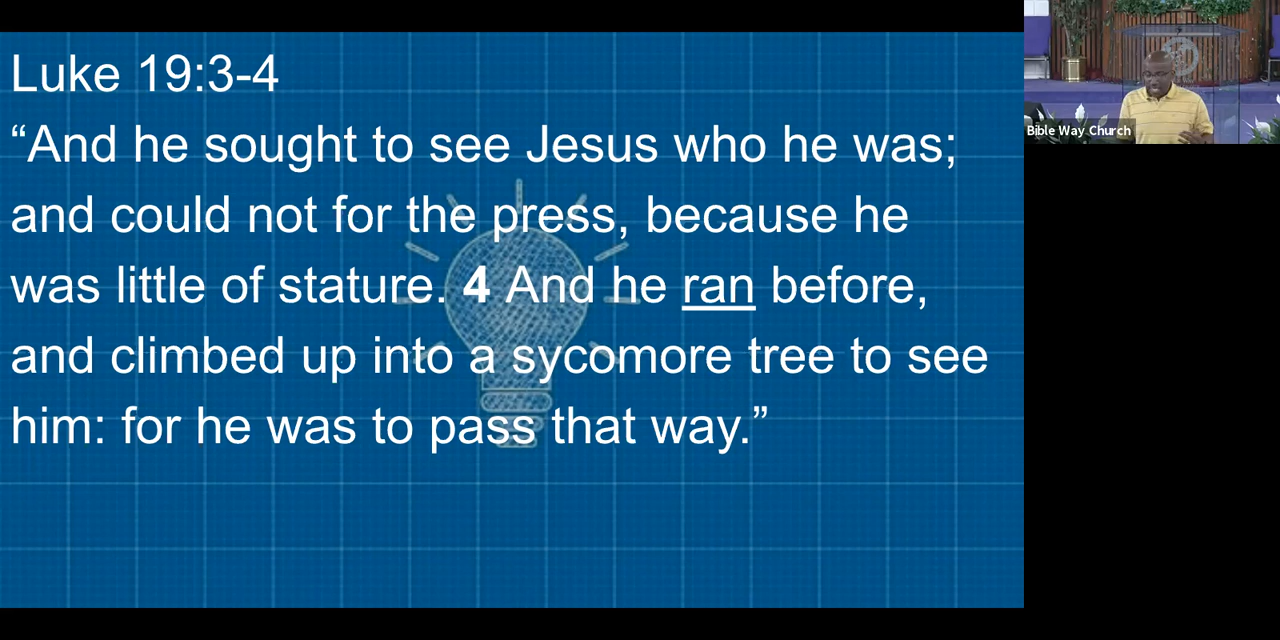 Luke 19:3-4
“And he sought to see Jesus who he was;
and could not for the press, because he
was little of stature. 4 And he ran before,
and climbed up into a sycomore tree to see
him: for he was to pass that way.”
Bible Way Church